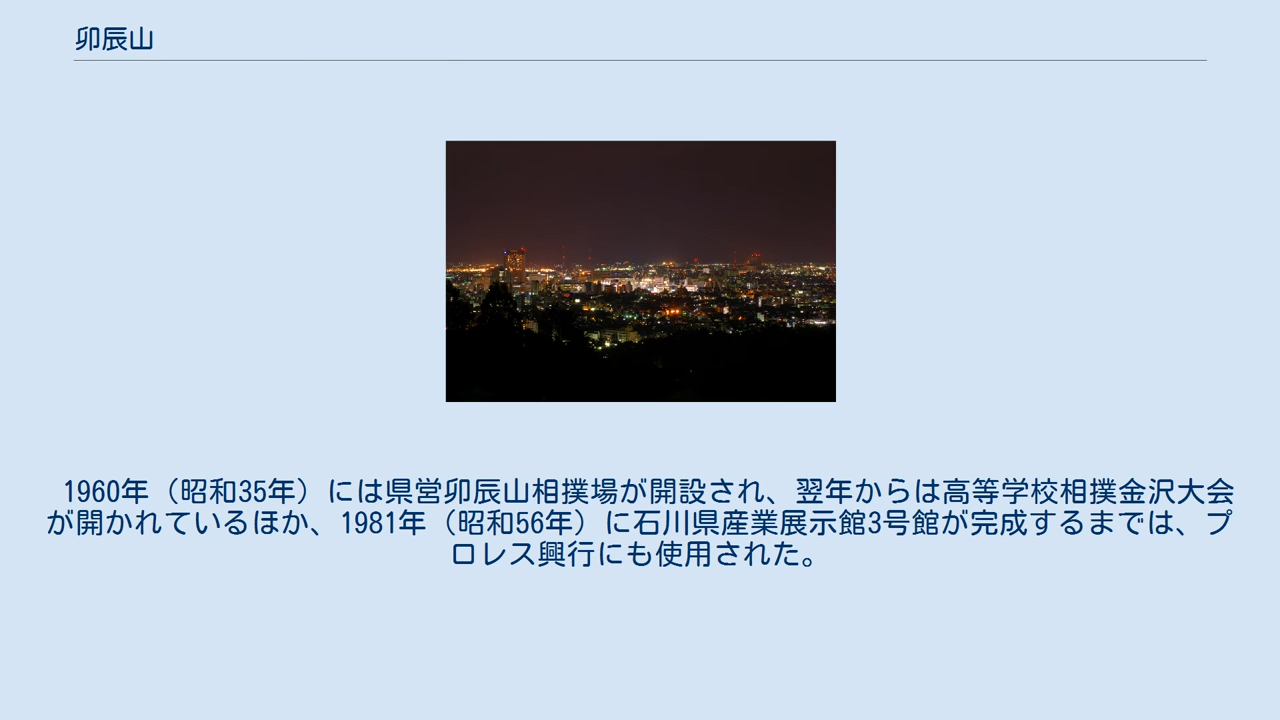 卯辰山
1960年（昭和35年）には県営卯辰山相撲場が開設され、翌年からは高等学校相撲金沢大会
が開かれているほか、1981年（昭和56年）に石川県産業展示館3号館が完成するまでは、プ
ロレス興行にも使用された。